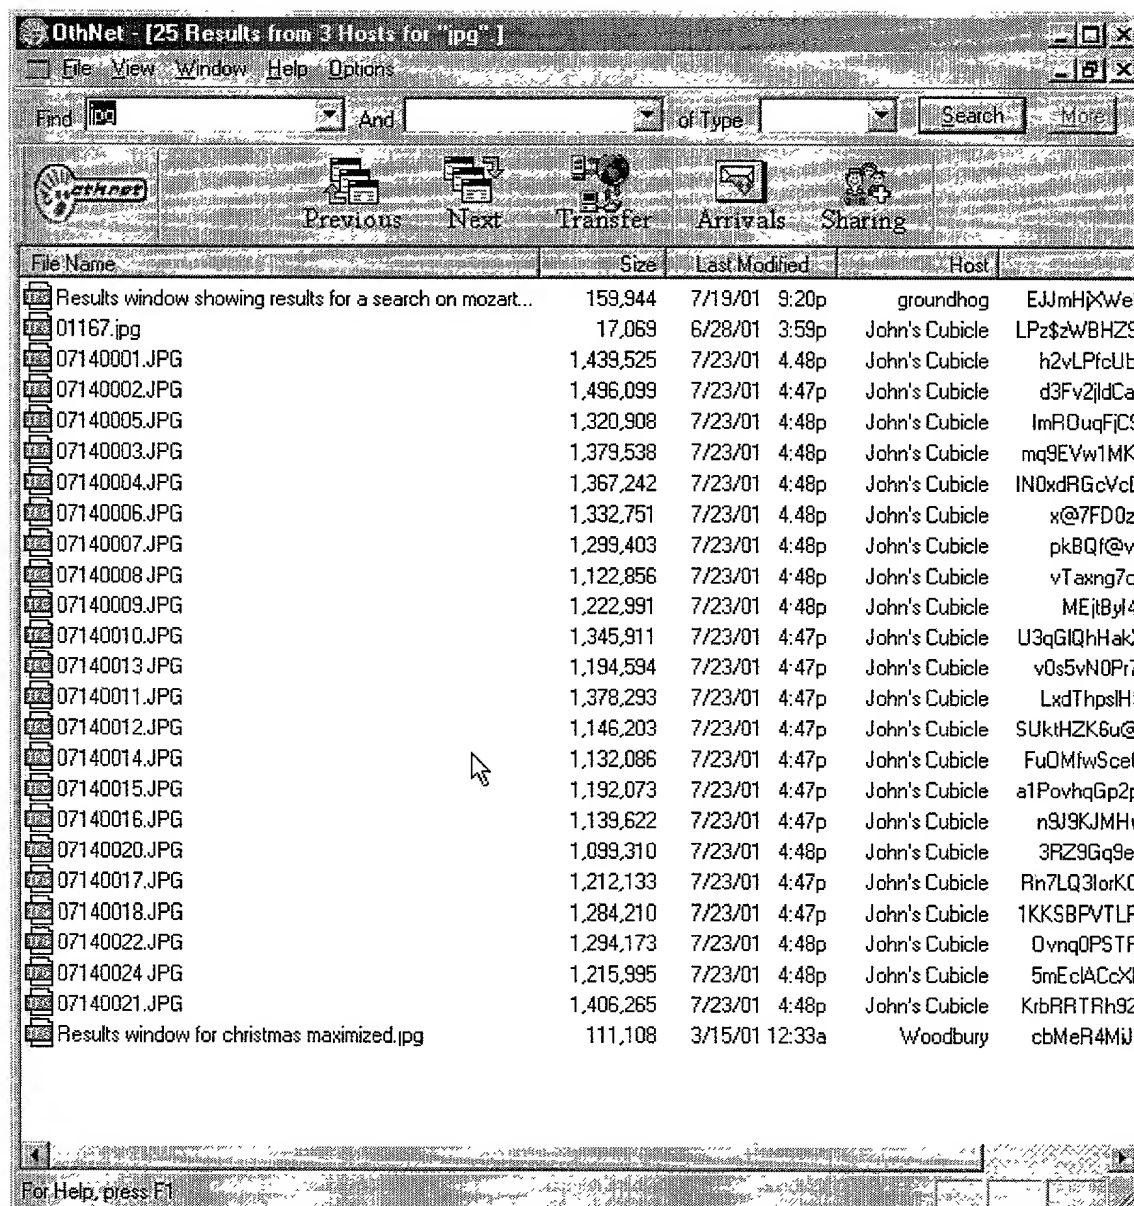 OthNet - [25 Results from 3 Hosts for "jpg" ]
File View Window Help Options
Find jpg And of Type Search More
othnet Previous Next Transfer Arrivals Sharing
File Name Size Last Modified Host
Results window showing results for a search on mozart... 159,944 7/19/01 9:20p groundhog
01167.jpg 17,069 6/28/01 3:59p John's Cubicle LPz$zWBHZ9
07140001.JPG 1,439,525 7/23/01 4.48p John's Cubicle h2vLPfcUb
07140002.JPG 1,496,099 7/23/01 4:47p John's Cubicle
07140005.JPG 1,320,908 7/23/01 4:48p John's Cubicle
07140003.JPG 1,379,538 7/23/01 4:48p John's Cubicle mq9EVw1MK
07140004.JPG 1,367,242 7/23/01 4:48p John's Cubicle
07140006.JPG 1,332,751 7/23/01 4.48p John's Cubicle x@7FD0z
07140007.JPG 1,299,403 7/23/01 4:48p John's Cubicle pkBQf@v
07140008 JPG 1,122,856 7/23/01 4·48p John's Cubicle
07140009.JPG 1,222,991 7/23/01 4·48p John's Cubicle
07140010.JPG 1,345,911 7/23/01 4:47p John's Cubicle
07140013 JPG 1,194,594 7/23/01 4·47p John's Cubicle v0s5vN0Pr7
07140011.JPG 1,378,293 7/23/01 4:47p John's Cubicle
07140012.JPG 1,146,203 7/23/01 4:47p John's Cubicle SUktHZK6u@
07140014.JPG 1,132,086 7/23/01 4:47p John's Cubicle
07140015.JPG 1,192,073 7/23/01 4:47p John's Cubicle a1PovhqGp2p
07140016.JPG 1,139,622 7/23/01 4:47p John's Cubicle
07140020.JPG 1,099,310 7/23/01 4:48p John's Cubicle 3RZ9Gq9e
07140017.JPG 1,212,133 7/23/01 4:47p John's Cubicle
07140018.JPG 1,284,210 7/23/01 4:47p John's Cubicle
07140022.JPG 1,294,173 7/23/01 4:48p John's Cubicle
07140024 JPG 1,215,995 7/23/01 4:48p John's Cubicle
07140021.JPG 1,406,265 7/23/01 4:48p John's Cubicle
Results window for christmas maximized.jpg 111,108 3/15/01 12:33a Woodbury
For Help, press F1